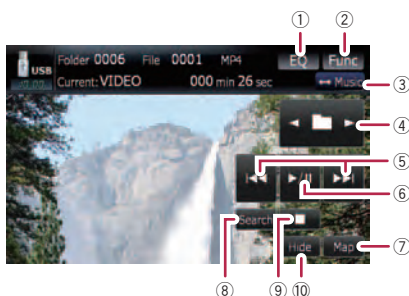 ① ②
USB Folder 0006 File 0001 MP4 EQ Func
Current: VIDEO 000 min 26 sec Music ③
④
⑤
⑥
Search
Hide Map ⑦
⑧ ⑨ ⑩